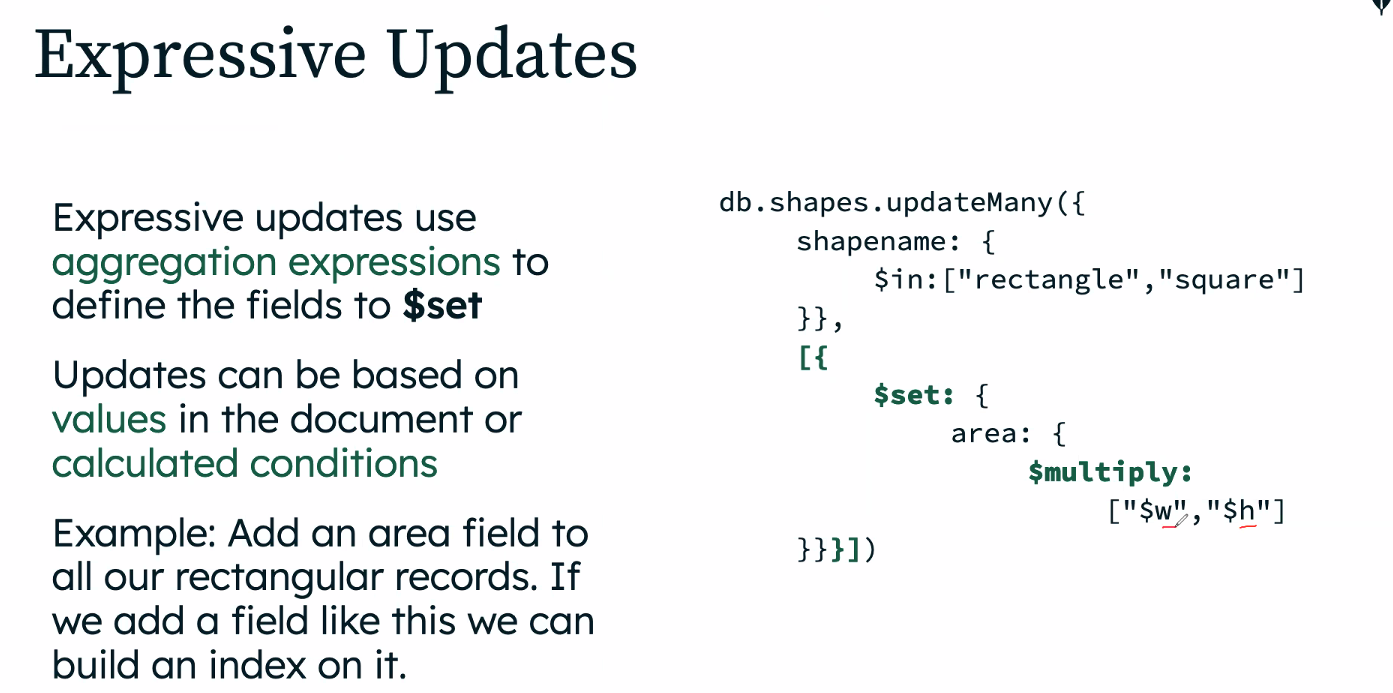 Expressive Updates
Expressive updates use
aggregation expressions to
define the fields to $set
Updates can be based on
values in the document or
calculated conditions
Example: Add an area field to
all our rectangular records. If
we add a field like this we can
build an index on it.
db.shapes.updateMany({
shapename: {
$in:["rectangle","square"]
}},
[{
$set: {
area: {
$multiply:
["$w","$h"]
}}}])